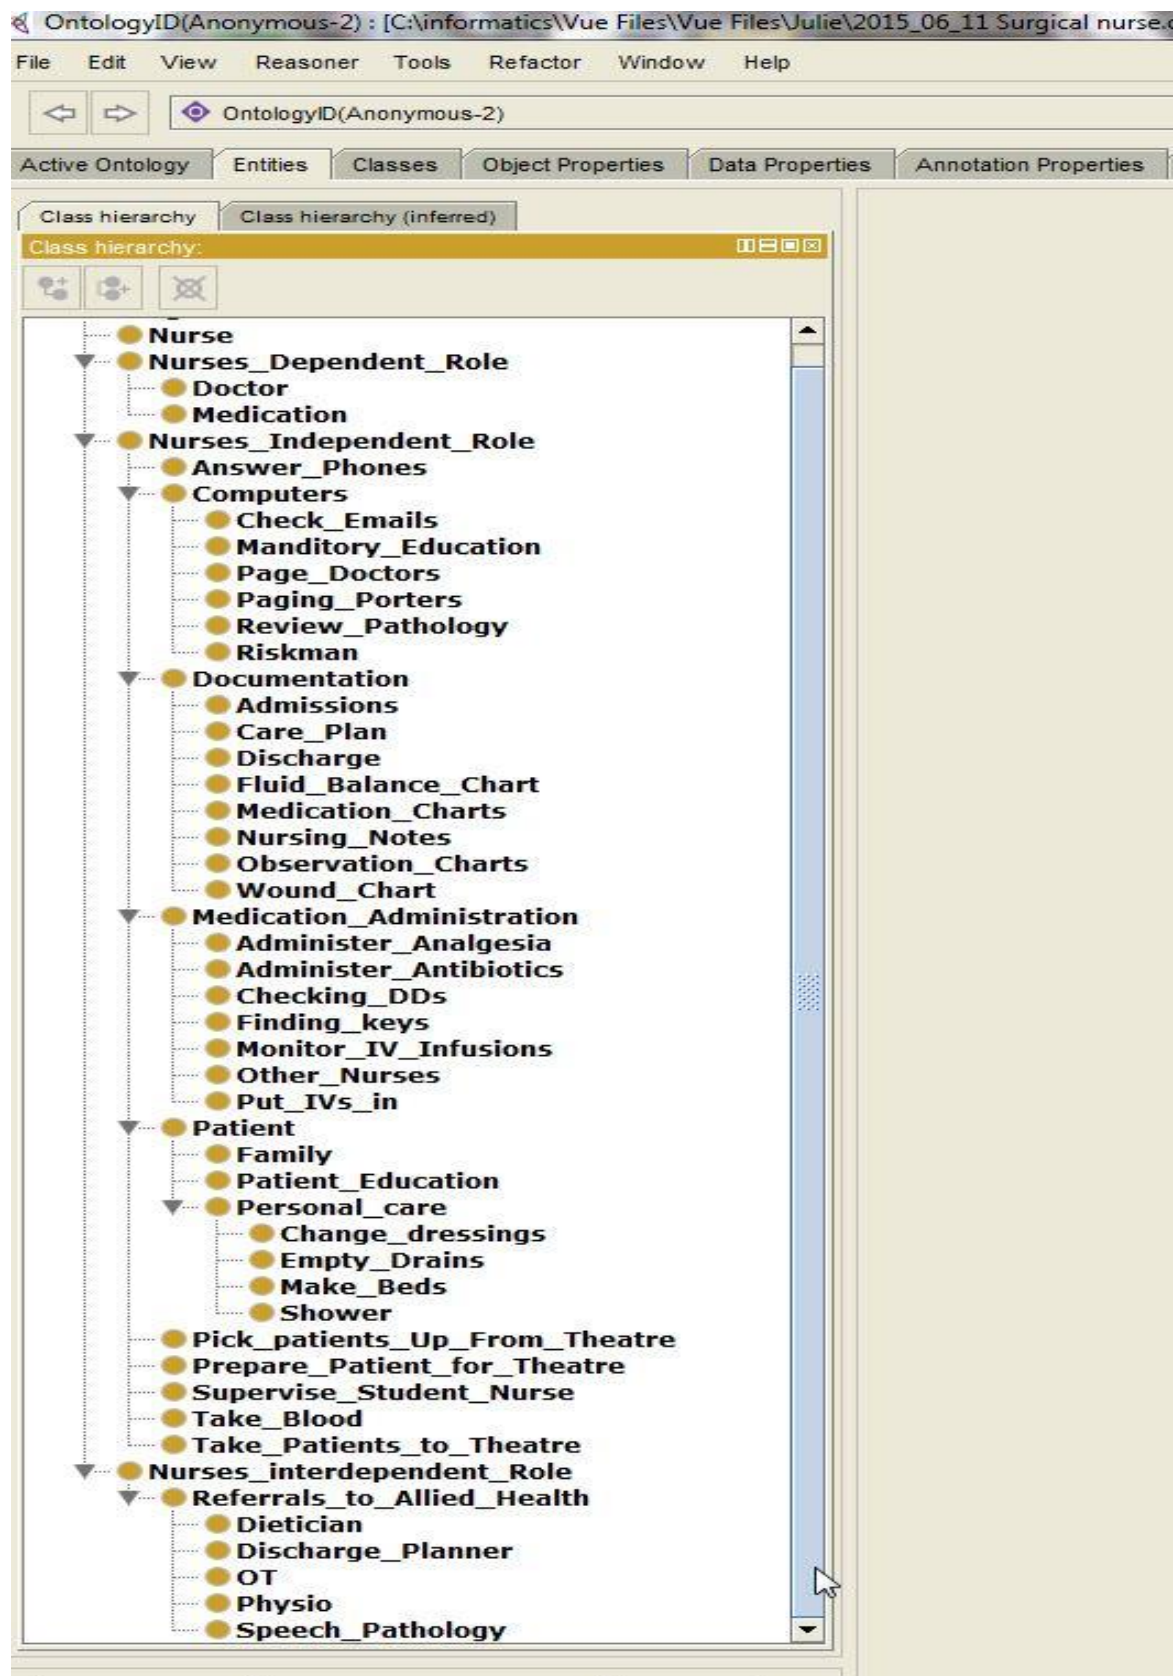 OntologyID(Anonymous-2) : [C:\informatics\Vue Files\Vue Files\Julie\2015_06_11 Surgical nurse.
File Edit View Reasoner Tools Refactor Window Help
OntologyID(Anonymous-2)
Active Ontology Entities Classes Object Properties Data Properties Annotation Properties
Class hierarchy Class hierarchy (inferred)
Class hierarchy:
Nurse
Nurses_Dependent_Role
Doctor
Medication
Nurses_Independent_Role
Answer_Phones
Computers
Check_Emails
Manditory_Education
Page_Doctors
Paging_Porters
Review_Pathology
Riskman
Documentation
Admissions
Care_Plan
Discharge
Fluid_Balance_Chart
Medication_Charts
Nursing_Notes
Observation_Charts
Wound_Chart
Medication_Administration
Administer_Analgesia
Administer_Antibiotics
Checking_DDs
Finding_keys
Monitor_IV_Infusions
Other_Nurses
Put_IVs_in
Patient
Family
Patient_Education
Personal_care
Change_dressings
Empty_Drains
Make_Beds
Shower
Pick_patients_Up_From_Theatre
Prepare_Patient_for_Theatre
Supervise_Student_Nurse
Take_Blood
Take_Patients_to_Theatre
Nurses_interdependent_Role
Referrals_to_Allied_Health
Dietician
Discharge_Planner
OT
Physio
Speech_Pathology